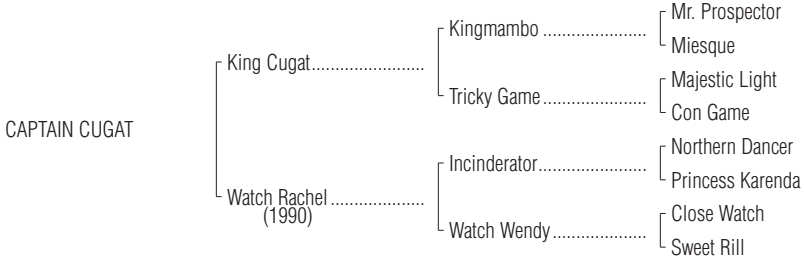 Mr. Prospector
Kingmambo ......................
Miesque
King Cugat.......................
Majestic Light
Tricky Game......................
Con Game
CAPTAIN CUGAT
Northern Dancer
Incinderator.......................
Princess Karenda
Watch Rachel ...................
(1990)
Close Watch
Watch Wendy....................
Sweet Rill